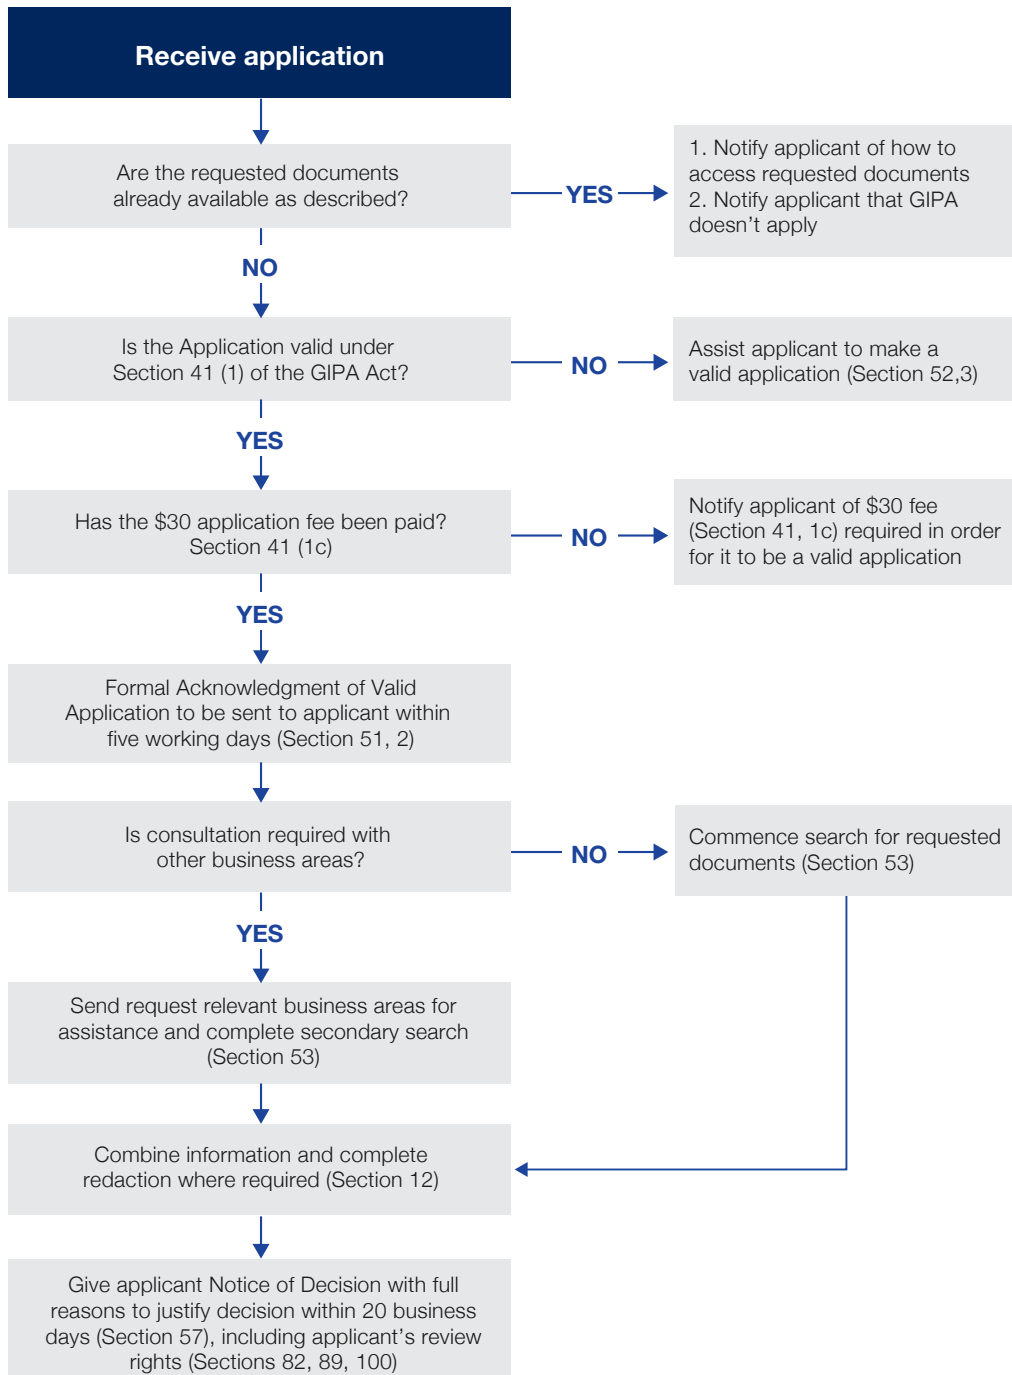 Receive application
Are the requested documents
already available as described?
YES
1. Notify applicant of how to
access requested documents
2. Notify applicant that GIPA
doesn't apply
NO
Is the Application valid under
Section 41 (1) of the GIPA Act?
NO
Assist applicant to make a
valid application (Section 52,3)
YES
Has the $30 application fee been paid?
Section 41 (1c)
NO
Notify applicant of $30 fee
(Section 41, 1c) required in order
for it to be a valid application
YES
Formal Acknowledgment of Valid
Application to be sent to applicant within
five working days (Section 51, 2)
Is consultation required with
other business areas?
NO
Commence search for requested
documents (Section 53)
YES
Send request relevant business areas for
assistance and complete secondary search
(Section 53)
Combine information and complete
redaction where required (Section 12)
Give applicant Notice of Decision with full
reasons to justify decision within 20 business
days (Section 57), including applicant's review
rights (Sections 82, 89, 100)